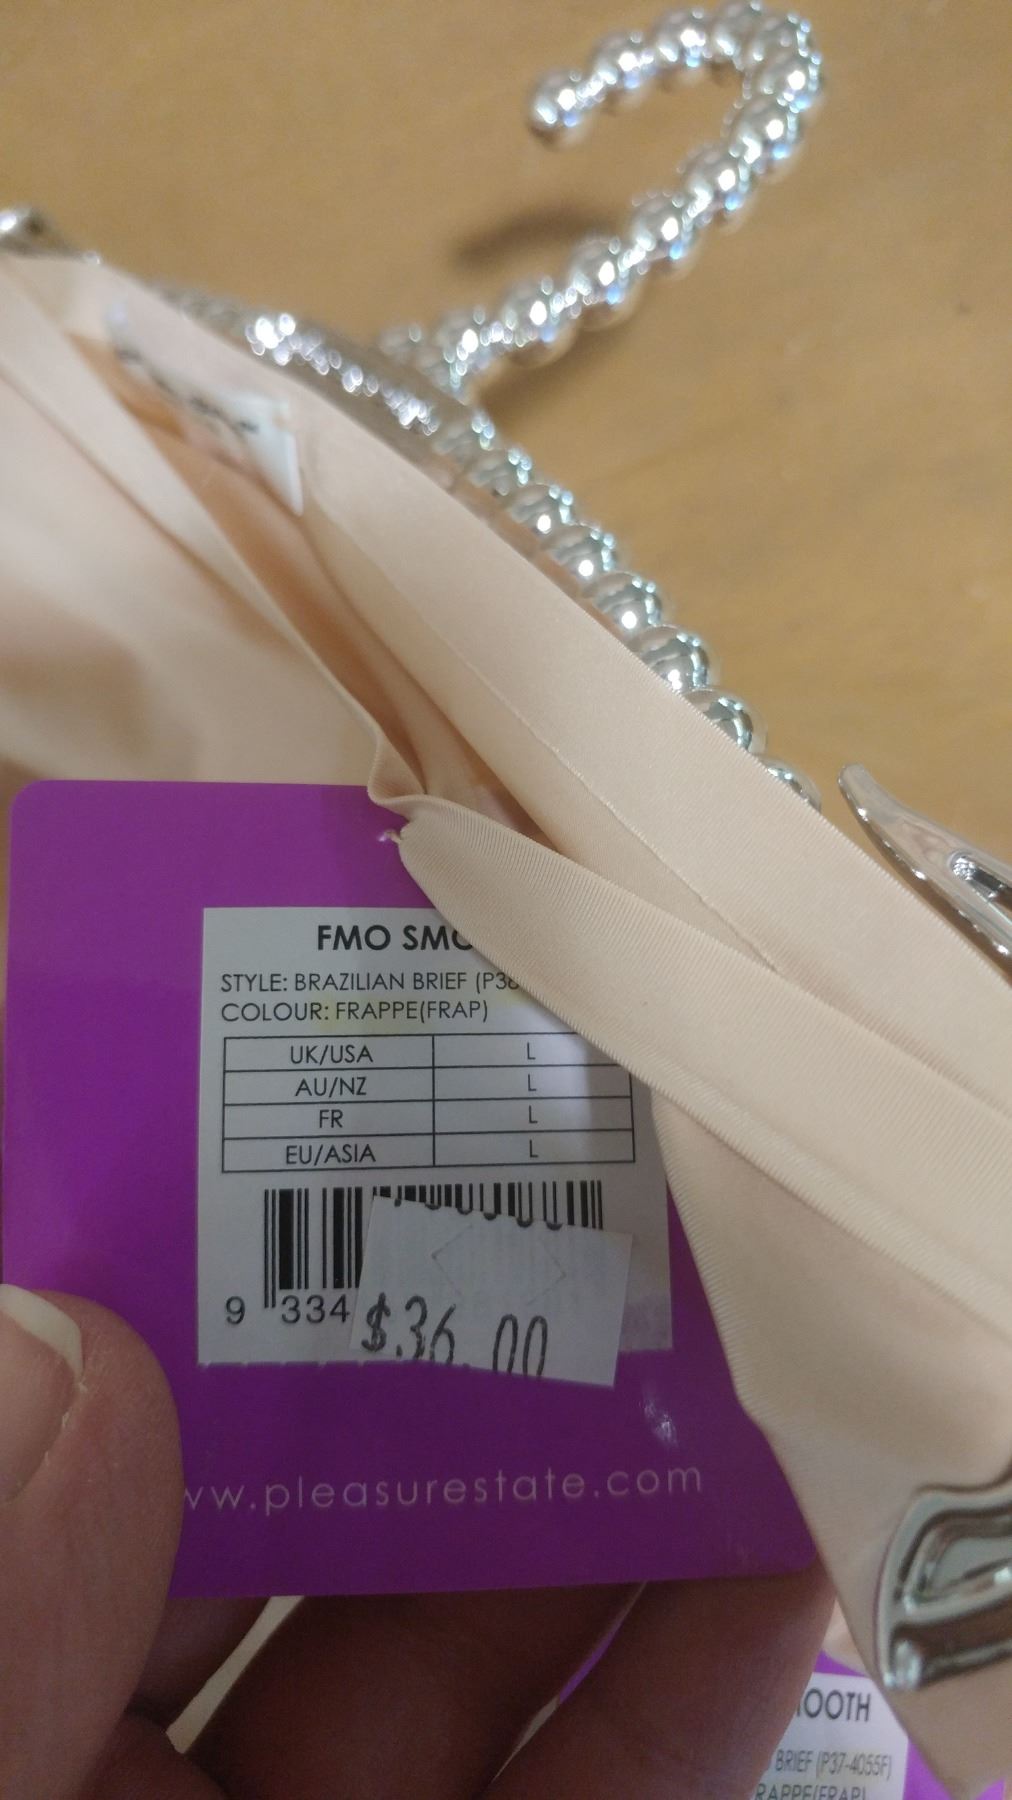 FMO SMO
STYLE: BRAZILIAN BRIEF (P38
COLOUR: FRAPPE(FRAP)
UK/USA L
AU/NZ L
FR L
EU/ASIA L
9 334
$36.00
www.pleasurestate.com
OOTH
BRIEF (P37-4055F)
RAPPE(FRAP)